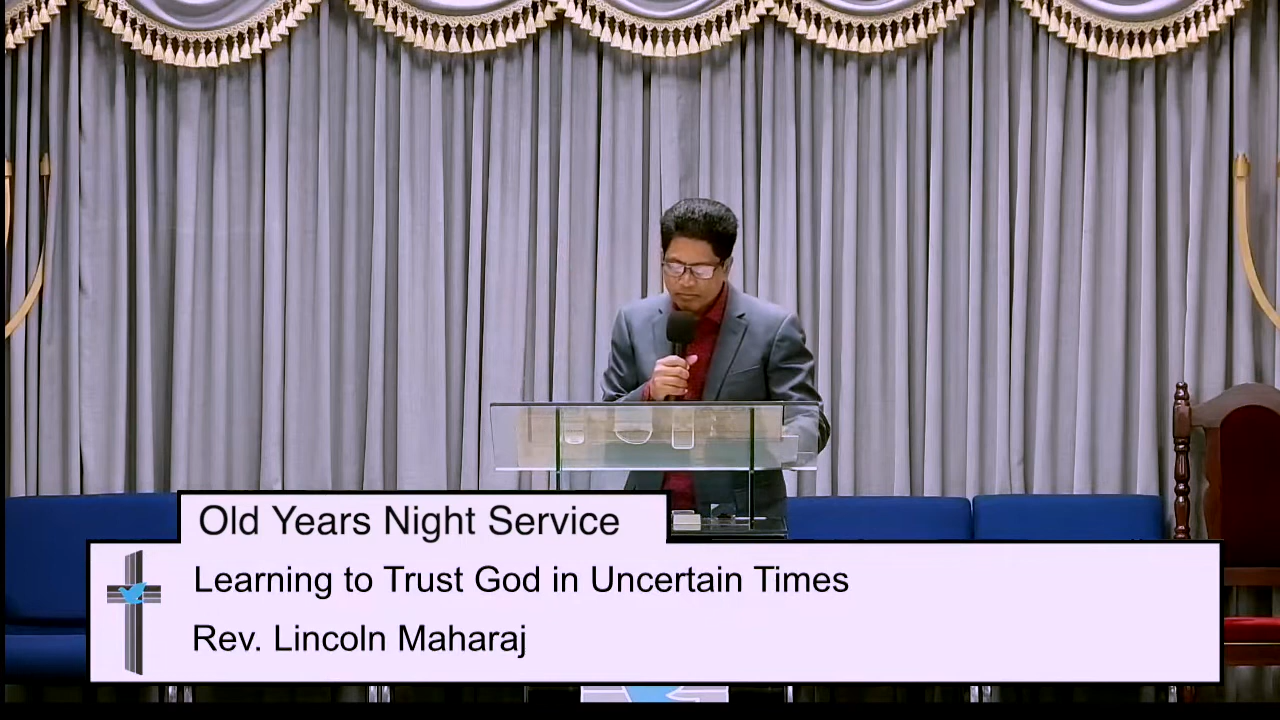 Old Years Night Service
Learning to Trust God in Uncertain Times
Rev. Lincoln Maharaj